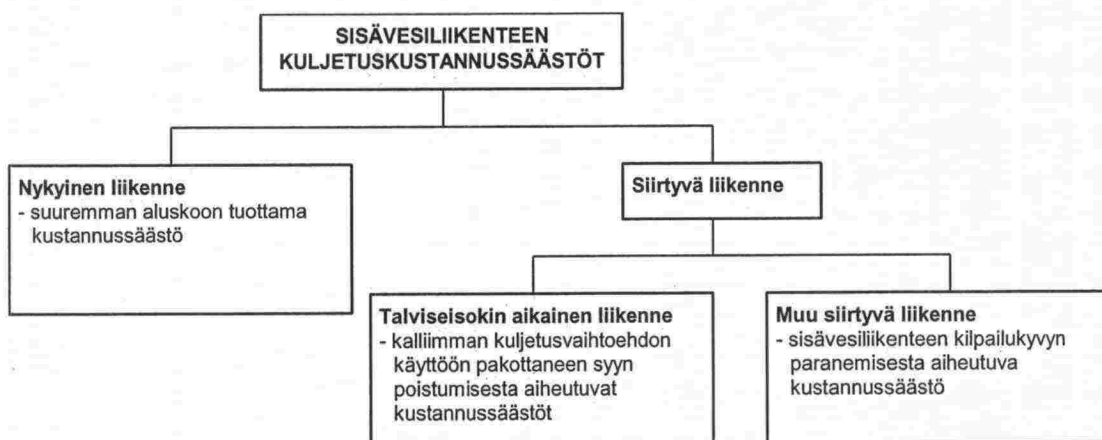 SISÄVESILIIKENTEEN
KULJETUSKUSTANNUSSÄÄSTÖT
Nykyinen liikenne
- suuremman aluskoon tuottama
kustannussäästö
Siirtyvä liikenne
Talviseisokin aikainen liikenne
- kalliimman kuljetusvaihtoehdon
käyttöön pakottaneen syyn
poistumisesta aiheutuvat
kustannussäästöt
Muu siirtyvä liikenne
- sisävesiliikenteen kilpailukyvyn
paranemisesta aiheutuva
kustannussäästö